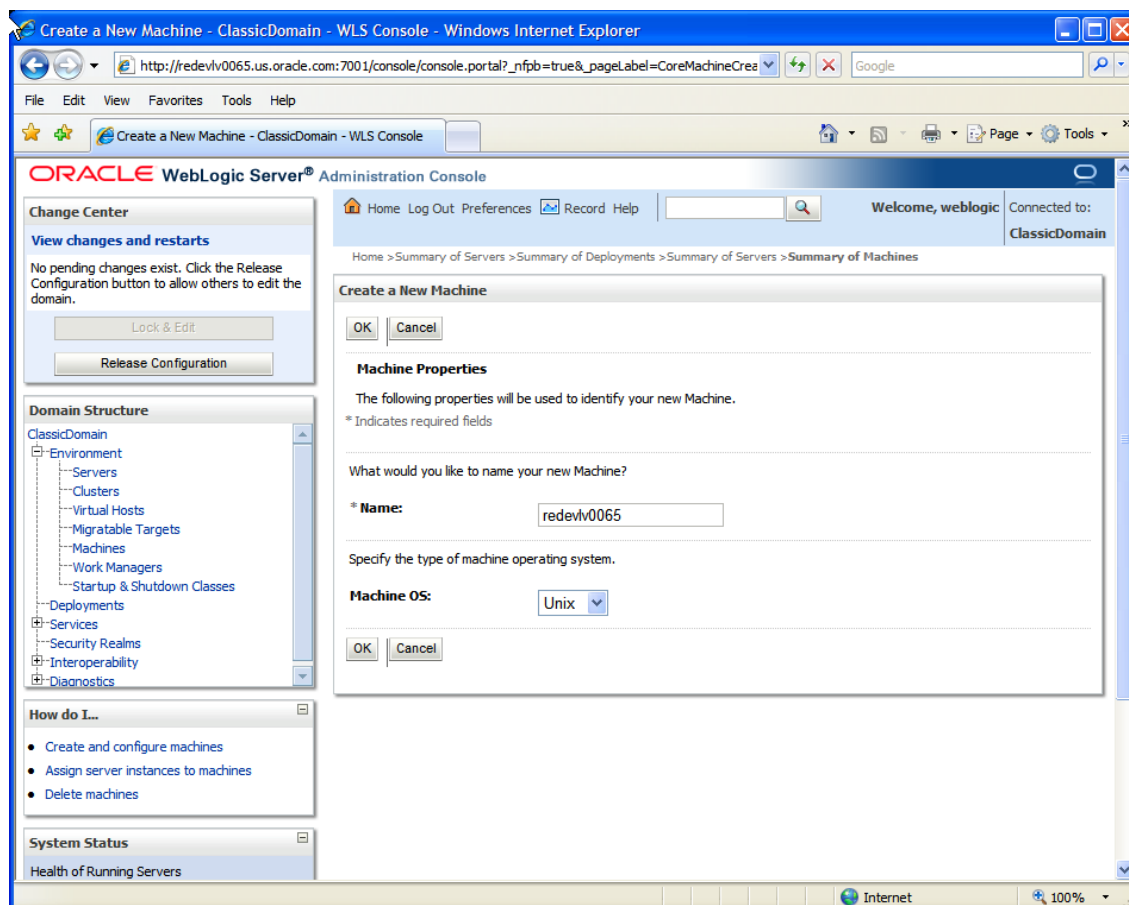 Create a New Machine - ClassicDomain - WLS Console - Windows Internet Explorer
http://redevlv0065.us.oracle.com:7001/console/console.portal?_nfpb=true&_pageLabel=CoreMachineCrea
Google
File Edit View Favorites Tools Help
Create a New Machine - ClassicDomain - WLS Console
Page Tools
ORACLE WebLogic Server® Administration Console
Change Center
View changes and restarts
No pending changes exist. Click the Release
Configuration button to allow others to edit the
domain.
Lock & Edit
Release Configuration
Domain Structure
ClassicDomain
Environment
Servers
Clusters
Virtual Hosts
Migratable Targets
Machines
Work Managers
Startup & Shutdown Classes
Deployments
Services
Security Realms
Interoperability
Diagnostics
How do I...
Create and configure machines
Assign server instances to machines
Delete machines
System Status
Health of Running Servers
Home Log Out Preferences Record Help
Welcome, weblogic
Connected to:
ClassicDomain
Home >Summary of Servers >Summary of Deployments >Summary of Servers >Summary of Machines
Create a New Machine
OK Cancel
Machine Properties
The following properties will be used to identify your new Machine.
* Indicates required fields
What would you like to name your new Machine?
* Name: redevlv0065
Specify the type of machine operating system.
Machine OS: Unix
OK Cancel
Internet 100%